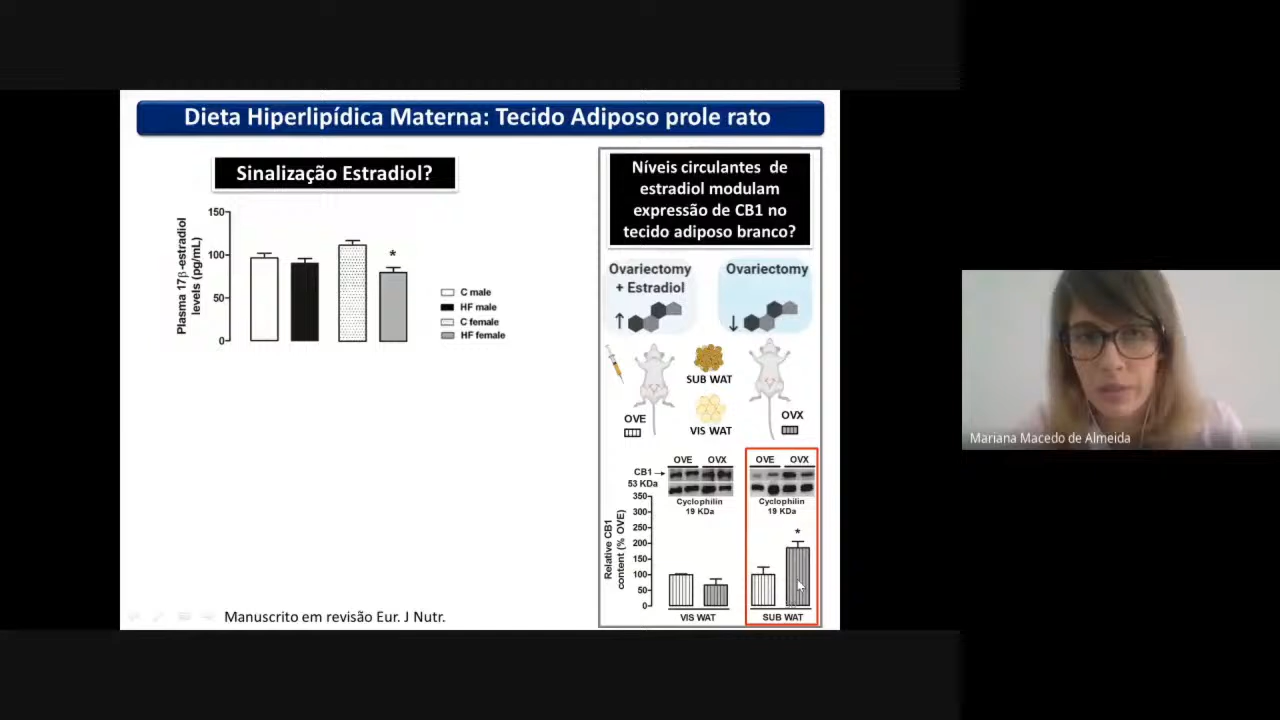 Dieta Hiperlipídica Materna: Tecido Adiposo prole rato
Sinalização Estradiol?
Plasma 17β-estradiol
levels (pg/mL)
150
100
50
0
*
C male
HF male
C female
HF female
Níveis circulantes de
estradiol modulam
expressão de CB1 no
tecido adiposo branco?
Ovariectomy
+ Estradiol
↑
Ovariectomy
↓
SUB WAT
VIS WAT
OVE
OVX
OVE OVX
CB1
53 KDa
Cyclophilin
19 KDa
OVE OVX
Cyclophilin
19 KDa
Relative CB1
content (% OVE)
350
300
250
200
150
100
50
0
*
VIS WAT
SUB WAT
Manuscrito em revisão Eur. J Nutr.
Mariana Macedo de Almeida